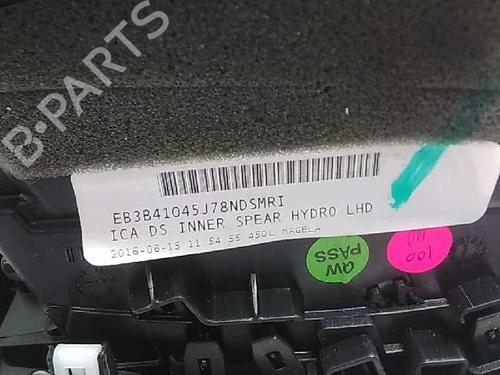 B-PARTS
EB3B41045J78NDSMRI
ICA DS INNER SPEAR HYDRO LHD
2016-06-15 11.54.55 450L MAGELA
QW
PASS
100